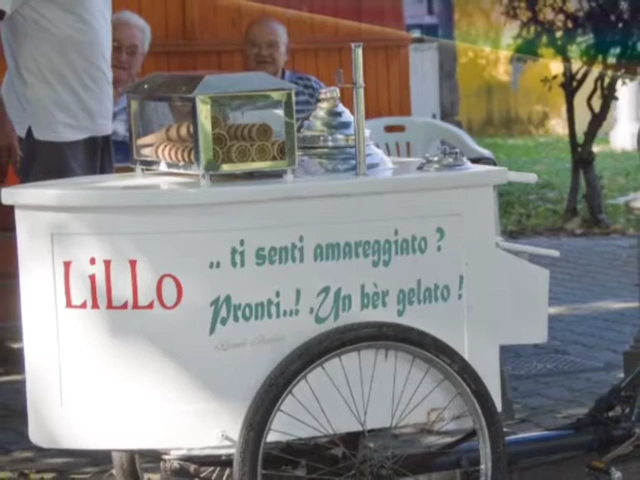 LiLLo
.. ti senti amareggiato ?
Pronti..! .Un bèr gelato !